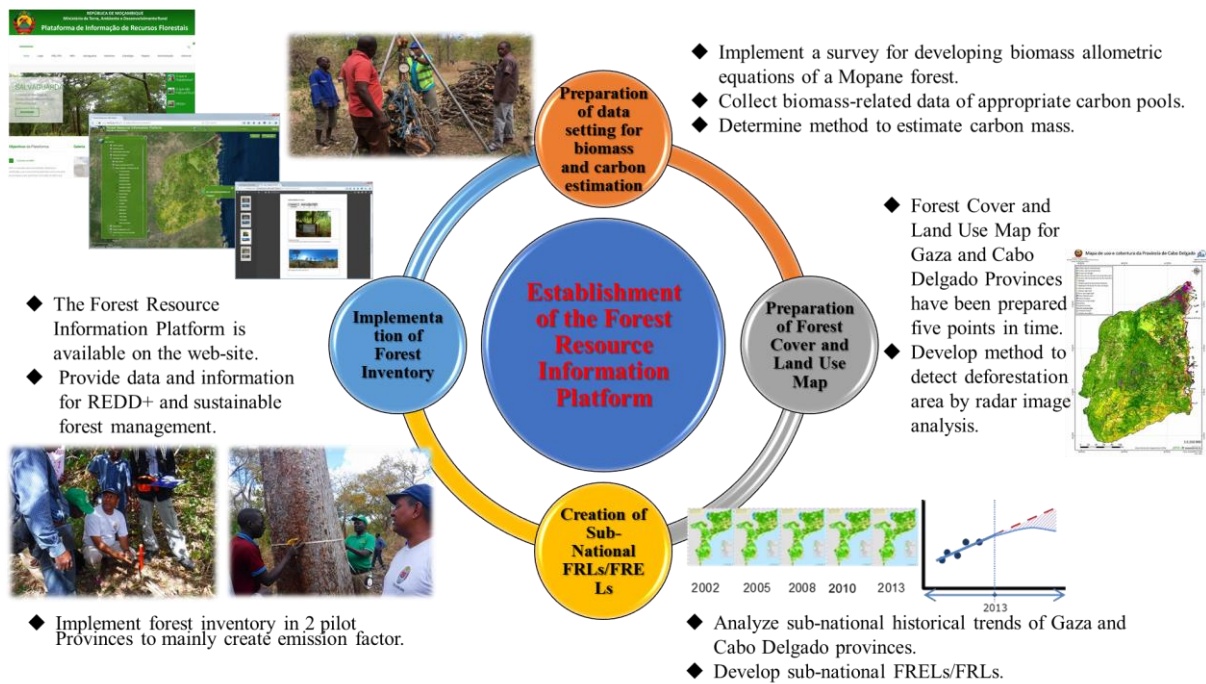 REPÚBLICA DE MOÇAMBIQUE
Ministério da Terra, Ambiente e Desenvolvimento Rural
Plataforma de Informação de Recursos Florestais
SALVAGUARDA
◆ Implement a survey for developing biomass allometric
equations of a Mopane forest.
◆ Collect biomass-related data of appropriate carbon pools.
◆ Determine method to estimate carbon mass.
Preparation
of data
setting for
biomass
and carbon
estimation
◆ Forest Cover and
Land Use Map for
Gaza and Cabo
Delgado Provinces
have been prepared
five points in time.
◆ Develop method to
detect deforestation
area by radar image
analysis.
Mapa de uso e cobertura da Provincia de Cabo Delgado
Establishment
of the Forest
Resource
Information
Platform
Implementa
tion of
Forest
Inventory
Preparation
of Forest
Cover and
Land Use
Map
◆ The Forest Resource
Information Platform is
available on the web-site.
◆ Provide data and information
for REDD+ and sustainable
forest management.
Creation of
Sub-
National
FRLs/FRE
Ls
2002 2005 2008 2010 2013
2013
◆ Implement forest inventory in 2 pilot
Provinces to mainly create emission factor.
◆ Analyze sub-national historical trends of Gaza and
Cabo Delgado provinces.
◆ Develop sub-national FRELs/FRLs.